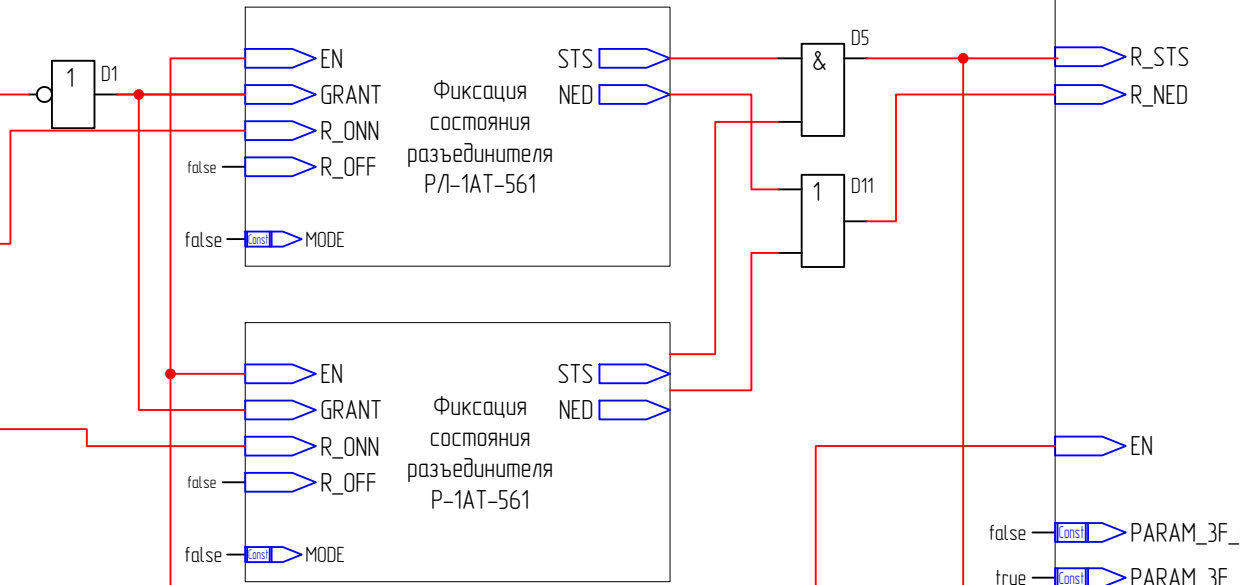 D5
EN
STS
&
R_STS
1
D1
GRANT
Фиксация
NED
R_NED
R_ONN
состояния
false
R_OFF
разъединителя
РЛ-1АТ-561
1
D11
false
Const
MODE
EN
STS
GRANT
Фиксация
NED
R_ONN
состояния
EN
false
R_OFF
разъединителя
Р-1АТ-561
false
Const
PARAM_3F_
false
Const
MODE
true
Const
PARAM_3F